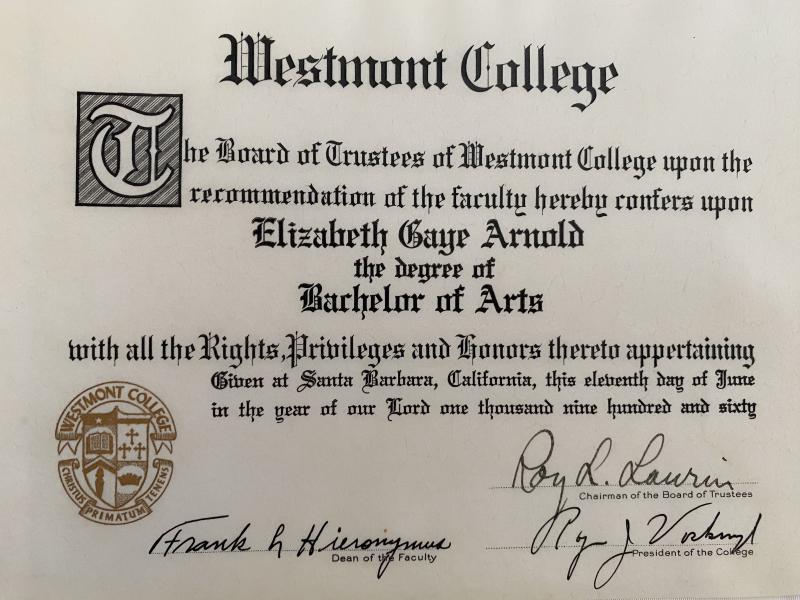 Westmont College
The Board of Trustees of Westmont College upon the
recommendation of the faculty hereby confers upon
Elizabeth Gaye Arnold
the degree of
Bachelor of Arts
with all the Rights, Privileges and Honors thereto appertaining
Given at Santa Barbara, California, this eleventh day of June
in the year of our Lord one thousand nine hundred and sixty
WESTMONT COLLEGE
CHRISTUS PRIMATUM TENENS
Roy L. Laurin
Chairman of the Board of Trustees
Frank L Hieronymus
Dean of the Faculty
J
President of the College